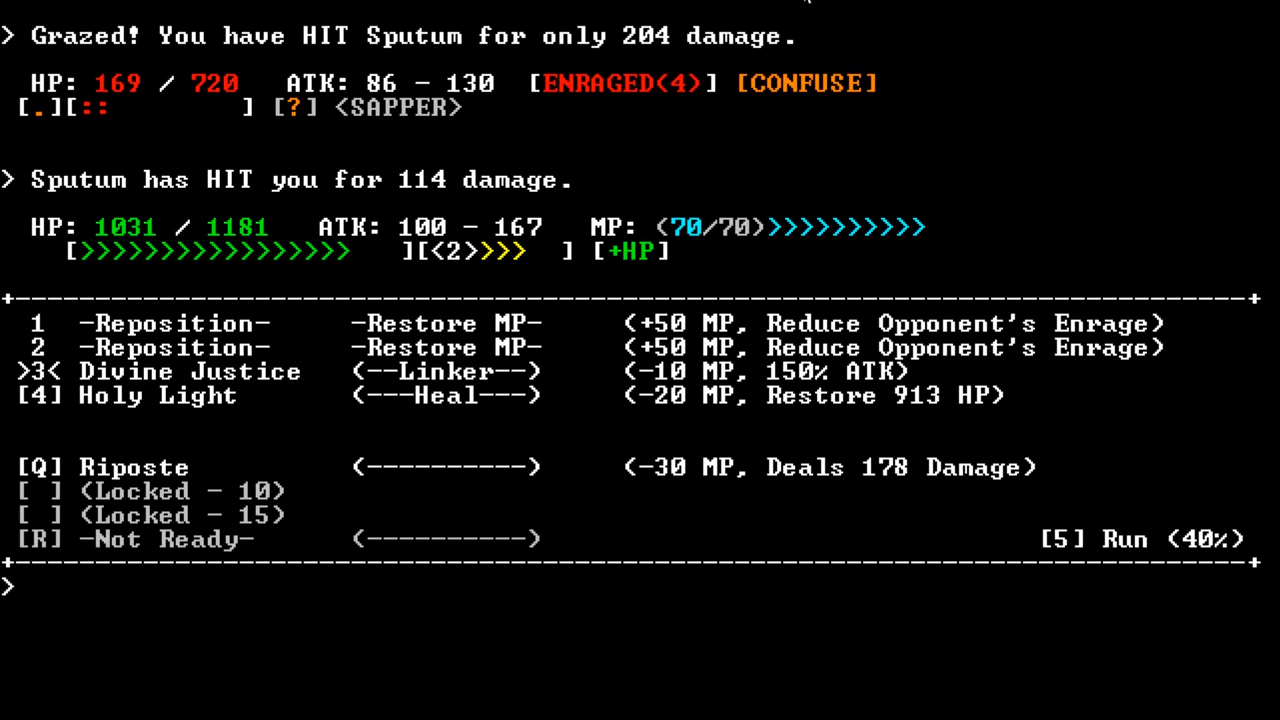 > Grazed! You have HIT Sputum for only 204 damage.
HP: 169 / 720   ATK: 86 - 130  [ENRAGED(4)] [CONFUSE]
[.][::         ] [?] <SAPPER>
> Sputum has HIT you for 114 damage.
HP: 1031 / 1181   ATK: 100 - 167   MP: (70/70)>>>>>>>>>>
[>>>>>>>>>>>>>>>>>      ][<2>>>>  ] [+HP]
+------------------------------------------------------------------------------+
1  -Reposition-     -Restore MP-     (+50 MP, Reduce Opponent's Enrage)
2  -Reposition-     -Restore MP-     (+50 MP, Reduce Opponent's Enrage)
>3< Divine Justice   (--Linker--)     (-10 MP, 150% ATK)
[4] Holy Light       (---Heal---)     (-20 MP, Restore 913 HP)
[Q] Riposte          (----------)     (-30 MP, Deals 178 Damage)
[ ] (Locked - 10)
[ ] (Locked - 15)
[R] -Not Ready-      (----------)     [5] Run (40%)
+------------------------------------------------------------------------------+
>